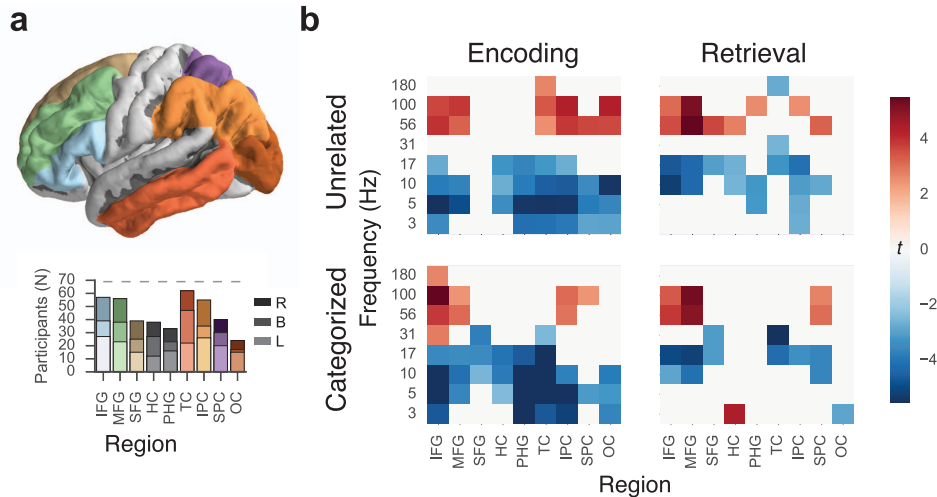 a
b
Encoding
Retrieval
Unrelated
Categorized
Frequency (Hz)
180
100
56
31
17
10
5
3
180
100
56
31
17
10
5
3
IFG
MFG
SFG
HC
PHG
TC
IPC
SPC
OC
IFG
MFG
SFG
HC
PHG
TC
IPC
SPC
OC
Region
4
2
0
−2
−4
t
Participants (N)
70
60
50
40
30
20
10
0
R
B
L
IFG
MFG
SFG
HC
PHG
TC
IPC
SPC
OC
Region